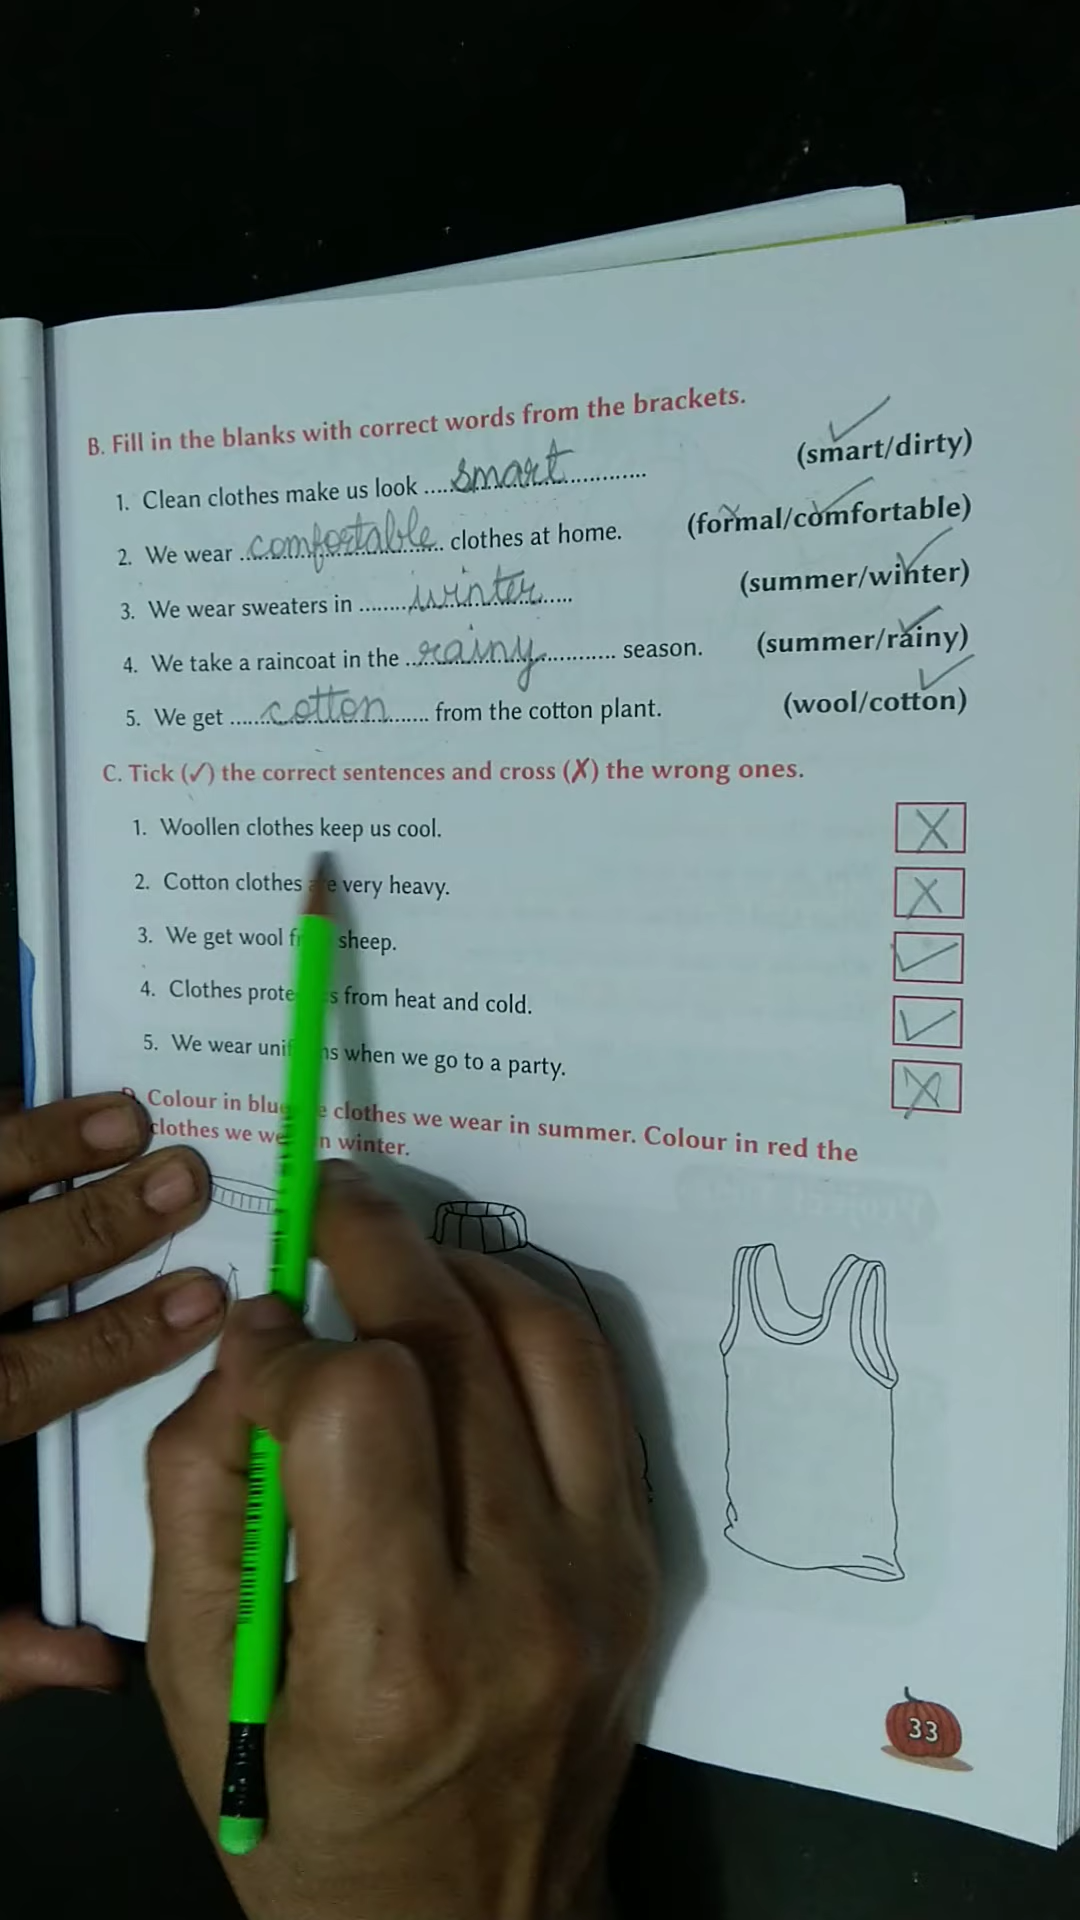 B. Fill in the blanks with correct words from the brackets.
1. Clean clothes make us look ....smart............ (smart/dirty)
2. We wear ..comfortable.. clothes at home. (formal/comfortable)
3. We wear sweaters in ........winter..... (summer/winter)
4. We take a raincoat in the ..rainy............ season. (summer/rainy)
5. We get .....cotton....... from the cotton plant. (wool/cotton)
C. Tick (✓) the correct sentences and cross (✗) the wrong ones.
1. Woollen clothes keep us cool. X
2. Cotton clothes are very heavy. X
3. We get wool sheep. ✓
4. Clothes from heat and cold. ✓
5. We wear when we go to a party. X
Colour in clothes we wear in summer. Colour in red the
clothes we winter.
33